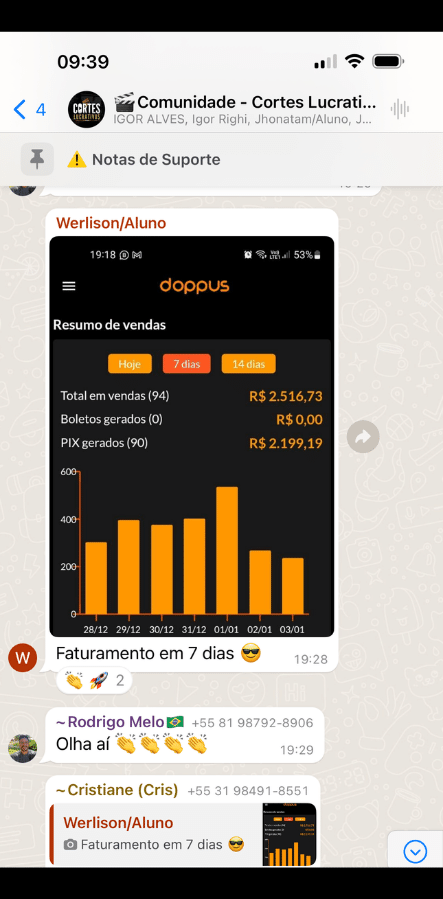 09:39
4
CORTES
LUCRATIVOS
Comunidade - Cortes Lucrati...
IGOR ALVES, Igor Righi, Jhonatam/Aluno, J...
Notas de Suporte
Werlison/Aluno
19:18
53%
doppus
Resumo de vendas
Hoje
7 dias
14 dias
Total em vendas (94)
R$ 2.516,73
Boletos gerados (0)
R$ 0,00
PIX gerados (90)
R$ 2.199,19
600
400
200
0
28/12 29/12 30/12 31/12 01/01 02/01 03/01
W
Faturamento em 7 dias 😎
19:28
👏 🚀 2
~Rodrigo Melo🇧🇷 +55 81 98792-8906
Olha aí 👏👏👏👏
19:29
~Cristiane (Cris) +55 31 98491-8551
Werlison/Aluno
Faturamento em 7 dias 😎